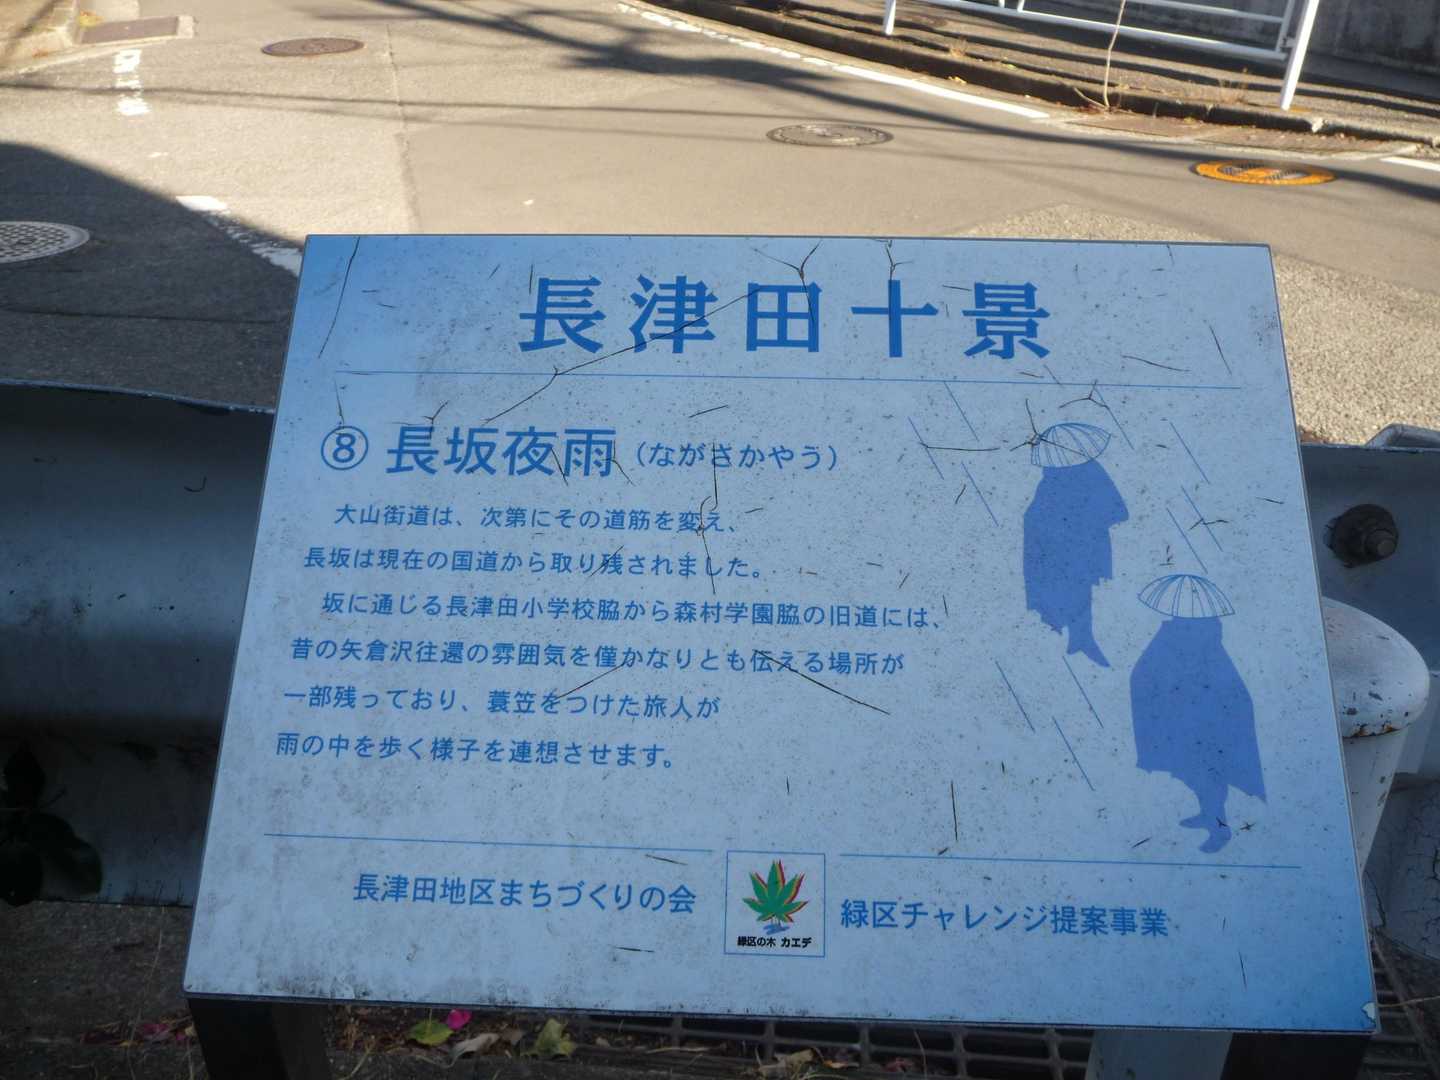 長津田十景
⑧ 長坂夜雨（ながさかやう）
大山街道は、次第にその道筋を変え、
長坂は現在の国道から取り残されました。
坂に通じる長津田小学校脇から森村学園脇の旧道には、
昔の矢倉沢往還の雰囲気を僅かなりとも伝える場所が
一部残っており、蓑笠をつけた旅人が
雨の中を歩く様子を連想させます。
長津田地区まちづくりの会
緑区の木 カエデ
緑区チャレンジ提案事業